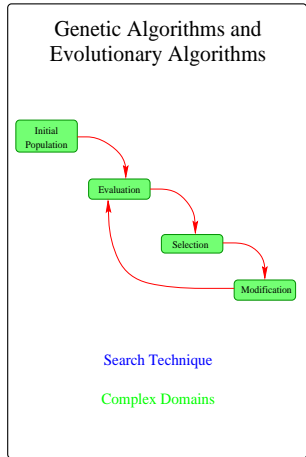 Genetic Algorithms and
Evolutionary Algorithms
Initial
Population
Evaluation
Selection
Modification
Search Technique
Complex Domains